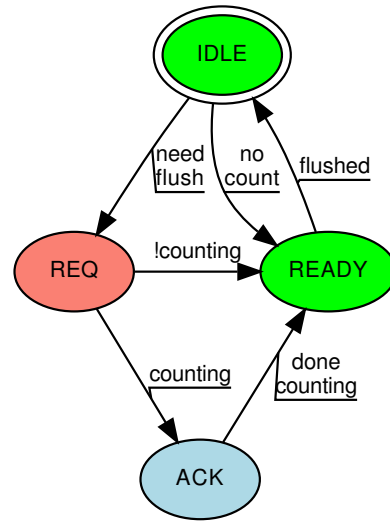 IDLE
need
flush
no
count
flushed
REQ
!counting
READY
counting
done
counting
ACK